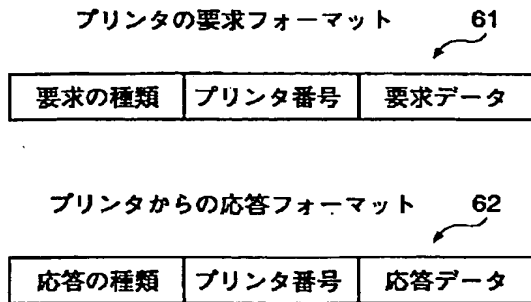 プリンタの要求フォーマット 61
要求の種類 プリンタ番号 要求データ
プリンタからの応答フォーマット 62
応答の種類 プリンタ番号 応答データ